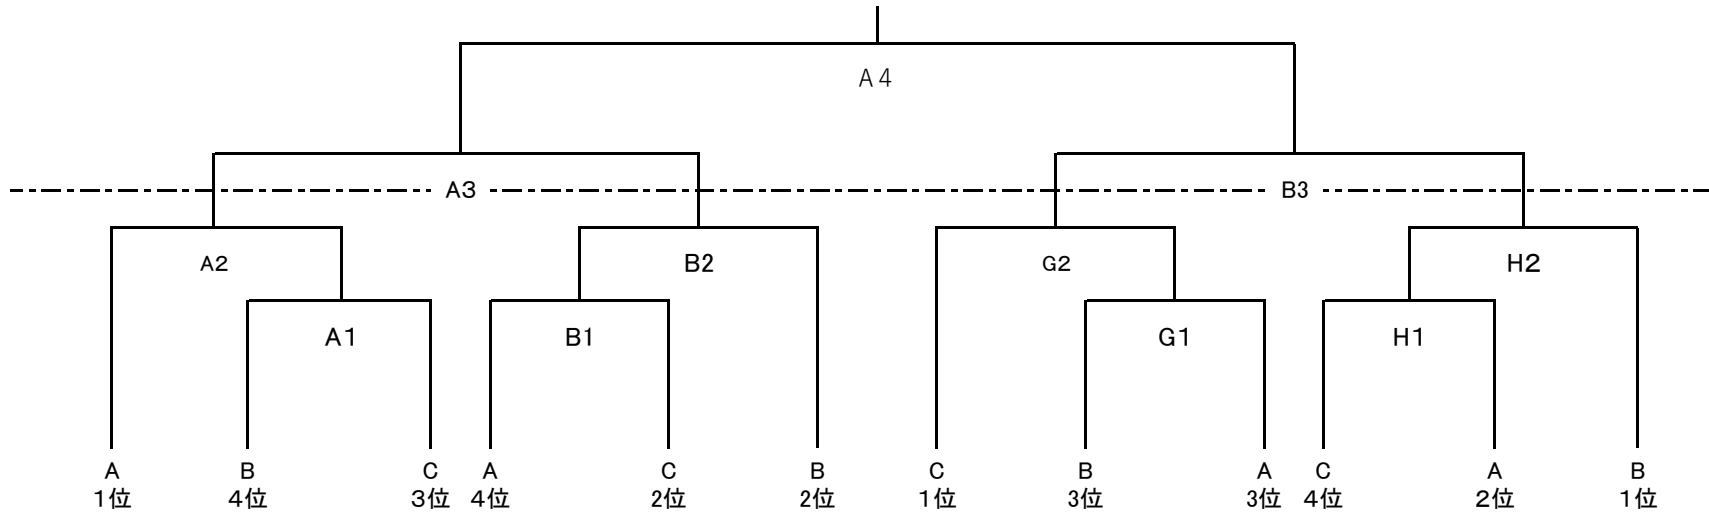 A４
A3 B3
A2 B2 G2 H2
A1 B1 G1 H1
A B C A C B C B A C A B
1位 4位 3位 4位 2位 2位 1位 3位 3位 4位 2位 1位